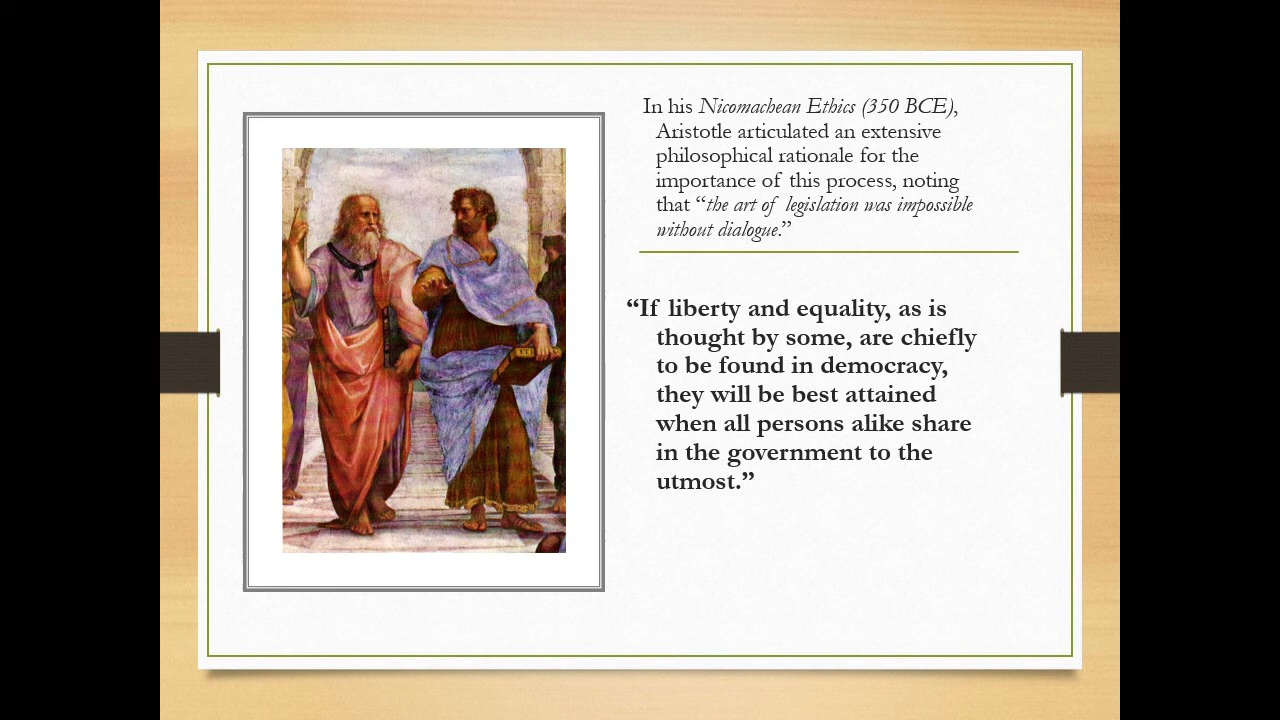 In his Nicomachean Ethics (350 BCE),
Aristotle articulated an extensive
philosophical rationale for the
importance of this process, noting
that “the art of legislation was impossible
without dialogue.”
“If liberty and equality, as is
thought by some, are chiefly
to be found in democracy,
they will be best attained
when all persons alike share
in the government to the
utmost.”